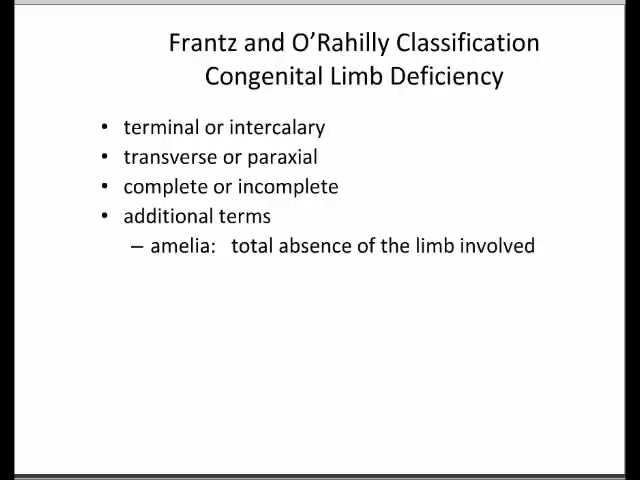 Frantz and O’Rahilly Classification
Congenital Limb Deficiency
• terminal or intercalary
• transverse or paraxial
• complete or incomplete
• additional terms
– amelia: total absence of the limb involved